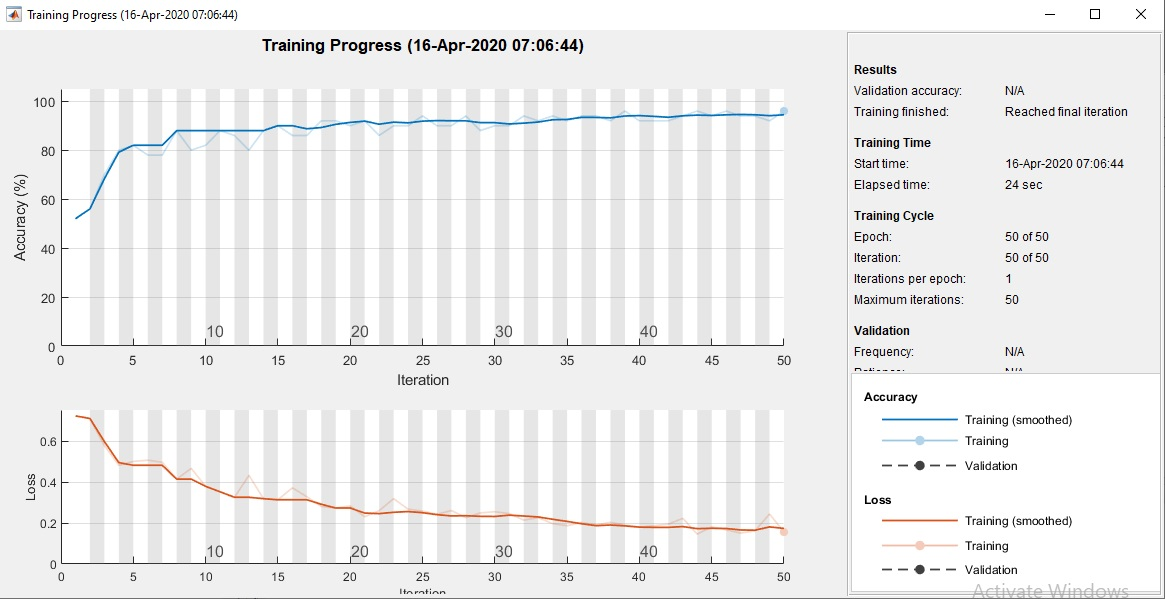 Training Progress (16-Apr-2020 07:06:44)
Training Progress (16-Apr-2020 07:06:44)
100
80
60
40
20
0
Accuracy (%)
10 20 30 40
0 5 10 15 20 25 30 35 40 45 50
Iteration
0.6
0.4
0.2
0
Loss
10 20 30 40
0 5 10 15 20 25 30 35 40 45 50
Iteration
Results
Validation accuracy: N/A
Training finished: Reached final iteration
Training Time
Start time: 16-Apr-2020 07:06:44
Elapsed time: 24 sec
Training Cycle
Epoch: 50 of 50
Iteration: 50 of 50
Iterations per epoch: 1
Maximum iterations: 50
Validation
Frequency: N/A
Patience: N/A
Accuracy
Training (smoothed)
Training
Validation
Loss
Training (smoothed)
Training
Validation
Activate Windows